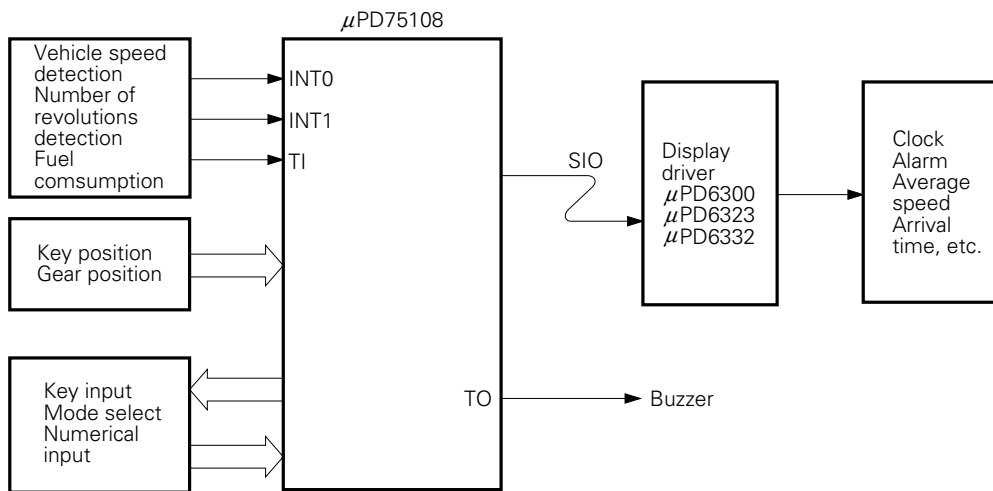 μPD75108
Vehicle speed
detection
Number of
revolutions
detection
Fuel
comsumption
INT0
INT1
TI
Key position
Gear position
Key input
Mode select
Numerical
input
SIO
TO
Buzzer
Display
driver
μPD6300
μPD6323
μPD6332
Clock
Alarm
Average
speed
Arrival
time, etc.